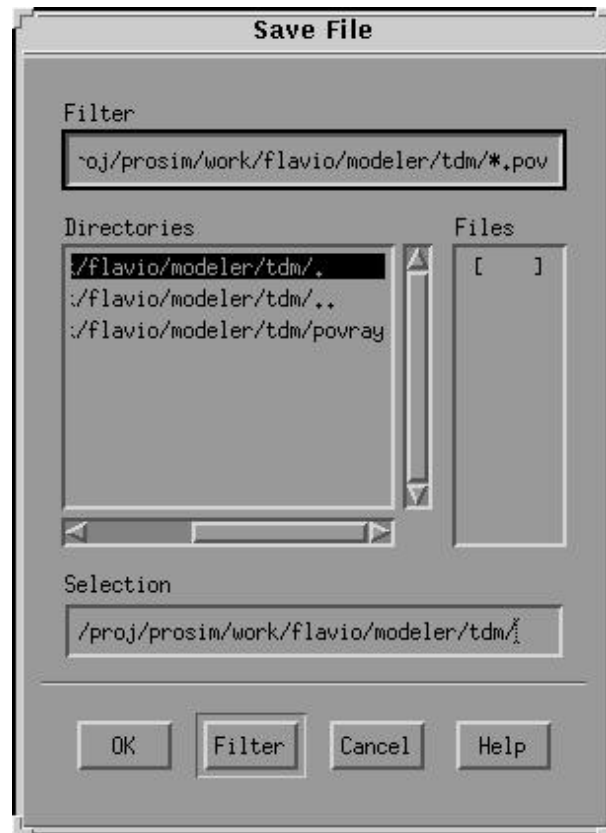 Save File
Filter
roj/prosim/work/flavio/modeler/tdm/*.pov
Directories
Files
/flavio/modeler/tdm/.
[ ]
/flavio/modeler/tdm/..
/flavio/modeler/tdm/povray
Selection
/proj/prosim/work/flavio/modeler/tdm/
OK
Filter
Cancel
Help